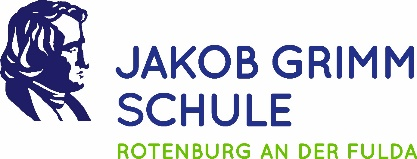 JAKOB GRIMM
SCHULE
ROTENBURG AN DER FULDA